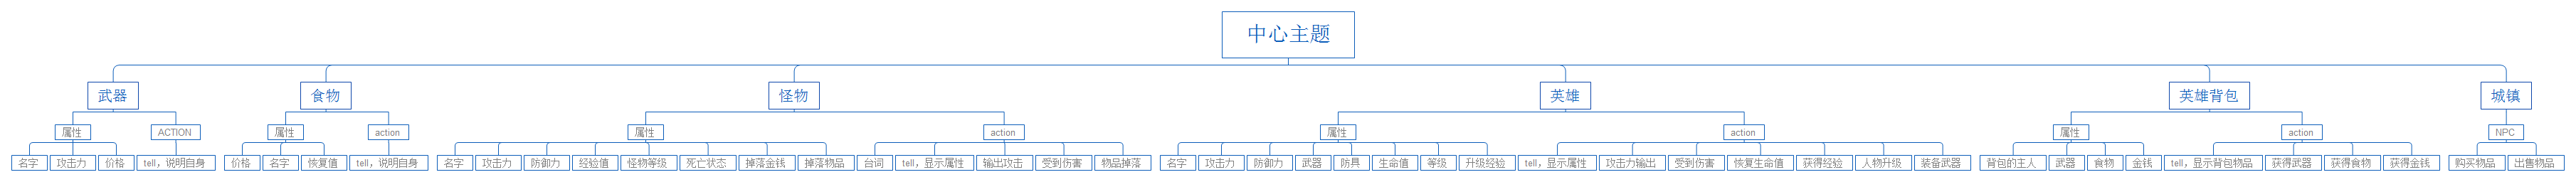 中心主题
武器
食物
怪物
英雄
英雄背包
城镇
属性
ACTION
属性
action
属性
action
属性
action
属性
action
NPC
名字
攻击力
价格
tell，说明自身
价格
名字
恢复值
tell，说明自身
名字
攻击力
防御力
经验值
怪物等级
死亡状态
掉落金钱
掉落物品
台词
tell，显示属性
输出攻击
受到伤害
物品掉落
名字
攻击力
防御力
武器
防具
生命值
等级
升级经验
tell，显示属性
攻击力输出
受到伤害
恢复生命值
获得经验
人物升级
装备武器
背包的主人
武器
食物
金钱
tell，显示背包物品
获得武器
获得食物
获得金钱
购买物品
出售物品